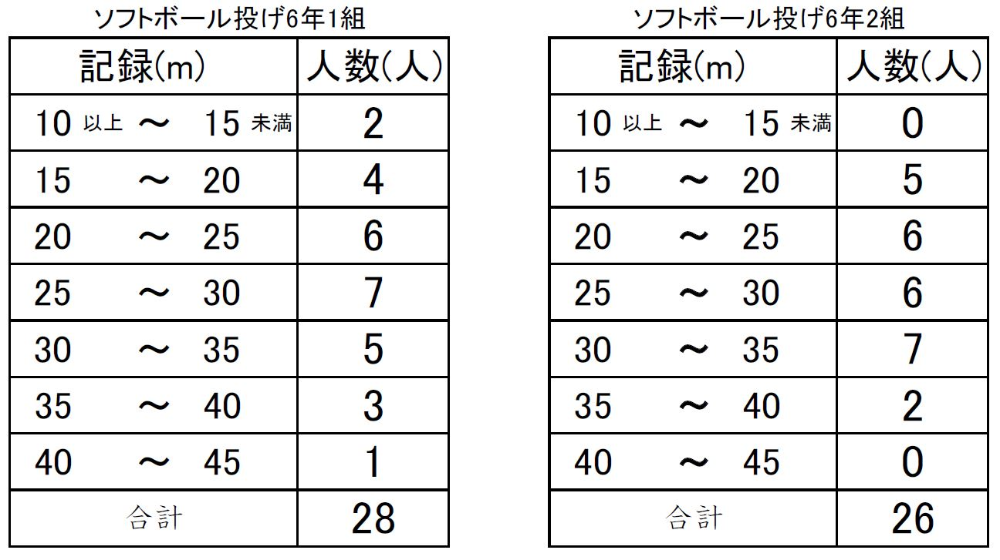 ソフトボール投げ6年1組
記録(m) 人数(人)
10 以上 ～ 15 未満 2
15 ～ 20 4
20 ～ 25 6
25 ～ 30 7
30 ～ 35 5
35 ～ 40 3
40 ～ 45 1
合計 28
ソフトボール投げ6年2組
記録(m) 人数(人)
10 以上 ～ 15 未満 0
15 ～ 20 5
20 ～ 25 6
25 ～ 30 6
30 ～ 35 7
35 ～ 40 2
40 ～ 45 0
合計 26